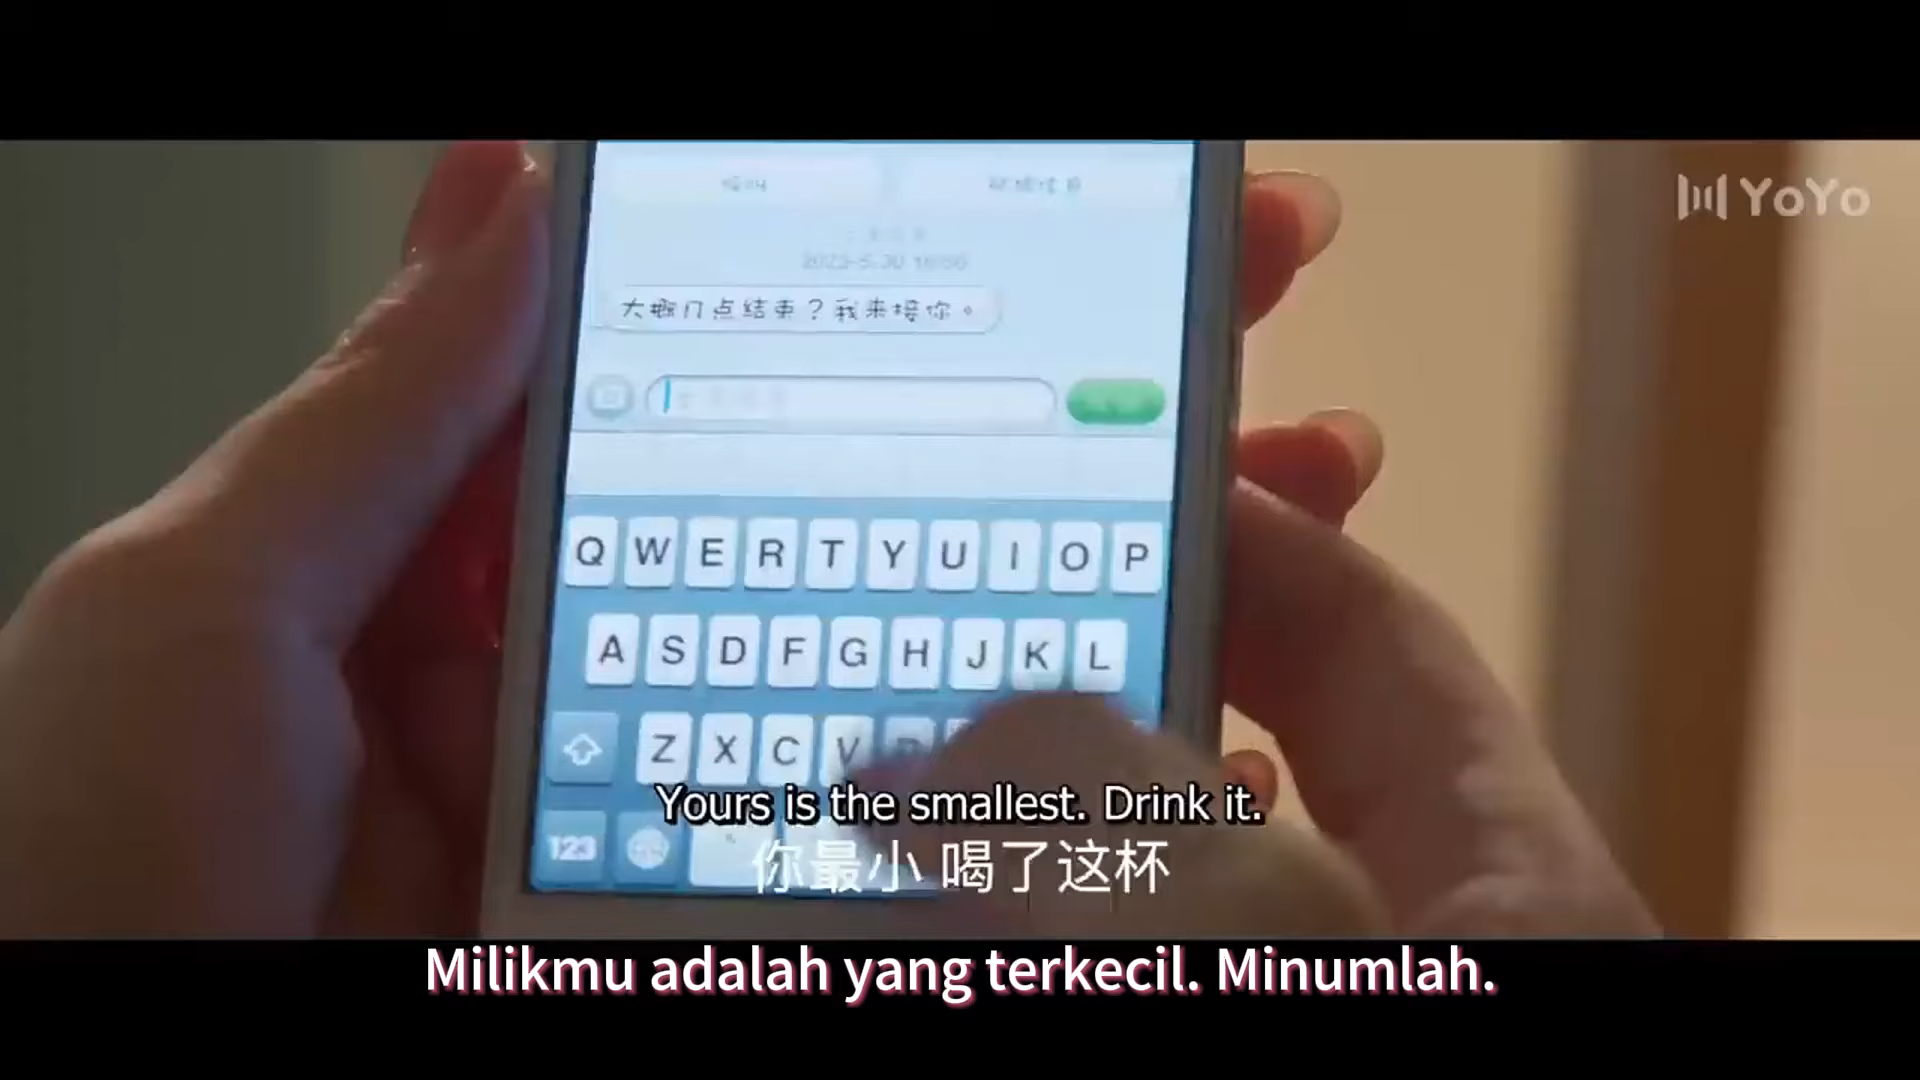 YoYo
大概几点结束？我来接你。
Q W E R T Y U I O P
A S D F G H J K L
Z X C V
123
Yours is the smallest. Drink it.
你最小 喝了这杯
Milikmu adalah yang terkecil. Minumlah.